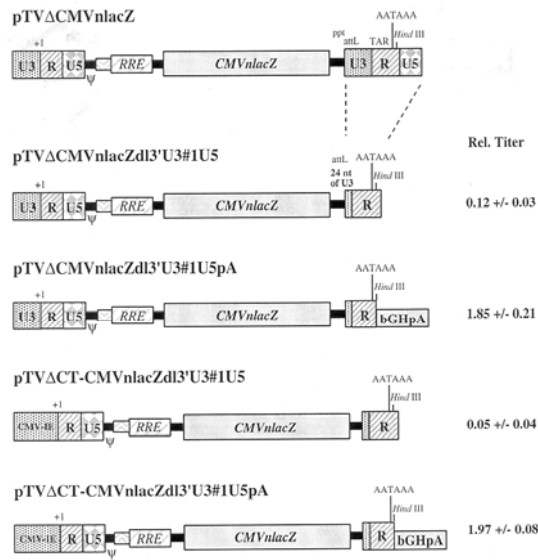 pTVΔCMVnlacZ
AATAAA
+1
ppt
attL
TAR
Hind III
U3 R U5 RRE CMVnlacZ U3 R U5
Ψ
Rel. Titer
pTVΔCMVnlacZdl3'U3#1U5
attL
AATAAA
+1
24 nt
of U3
Hind III
U3 R U5 RRE CMVnlacZ R
0.12 +/- 0.03
Ψ
pTVΔCMVnlacZdl3'U3#1U5pA
AATAAA
+1
Hind III
U3 R U5 RRE CMVnlacZ R bGHpA
1.85 +/- 0.21
Ψ
pTVΔCT-CMVnlacZdl3'U3#1U5
AATAAA
+1
Hind III
CMV-IE R U5 RRE CMVnlacZ R
0.05 +/- 0.04
Ψ
pTVΔCT-CMVnlacZdl3'U3#1U5pA
AATAAA
+1
Hind III
CMV-IE R U5 RRE CMVnlacZ R bGHpA
1.97 +/- 0.08
Ψ